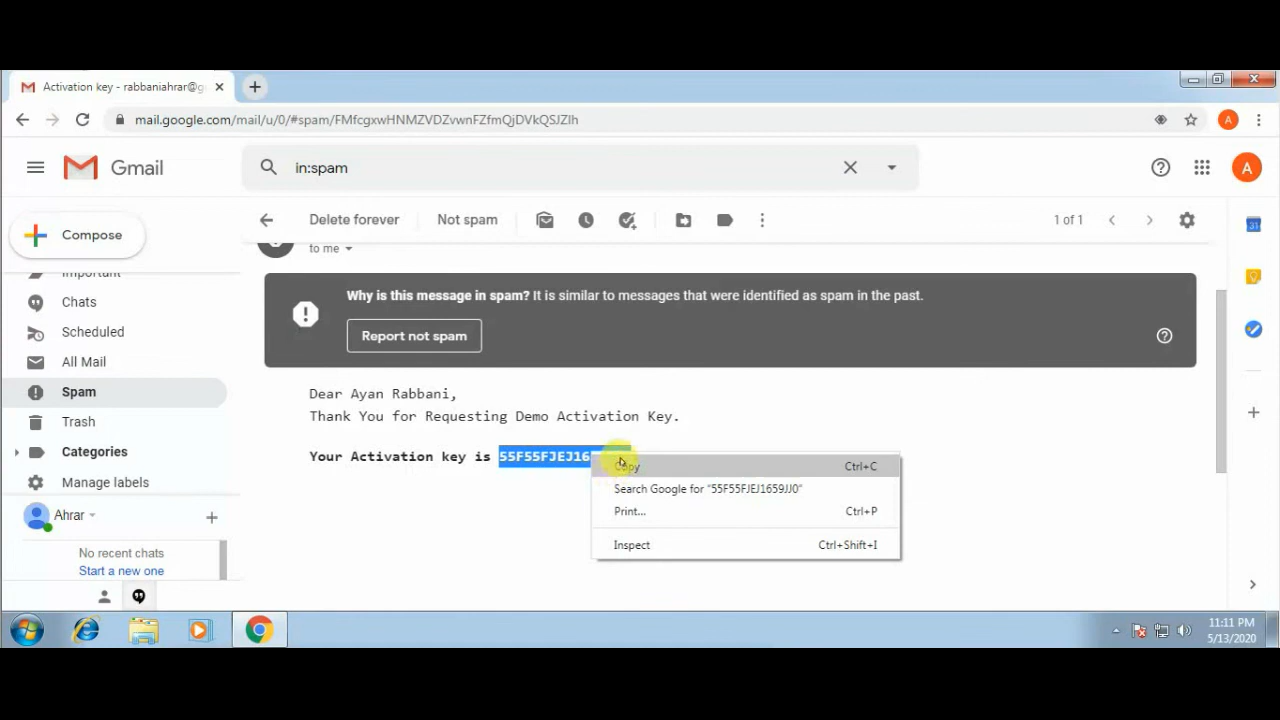 Activation key - rabbaniahrar@g
mail.google.com/mail/u/0/#spam/FMfcgxwHNMZVDZvwnFZfmQjDVkQSJZlh
A
Gmail
in:spam
A
Compose
Delete forever
Not spam
1 of 1
to me
Important
Chats
Scheduled
All Mail
Spam
Trash
Categories
Manage labels
Why is this message in spam? It is similar to messages that were identified as spam in the past.
Report not spam
Dear Ayan Rabbani,
Thank You for Requesting Demo Activation Key.
Your Activation key is 55F55FJEJ16
Copy Ctrl+C
Search Google for "55F55FJEJ1659JJ0"
Print... Ctrl+P
Inspect Ctrl+Shift+I
Ahrar
No recent chats
Start a new one
31
11:11 PM
5/13/2020